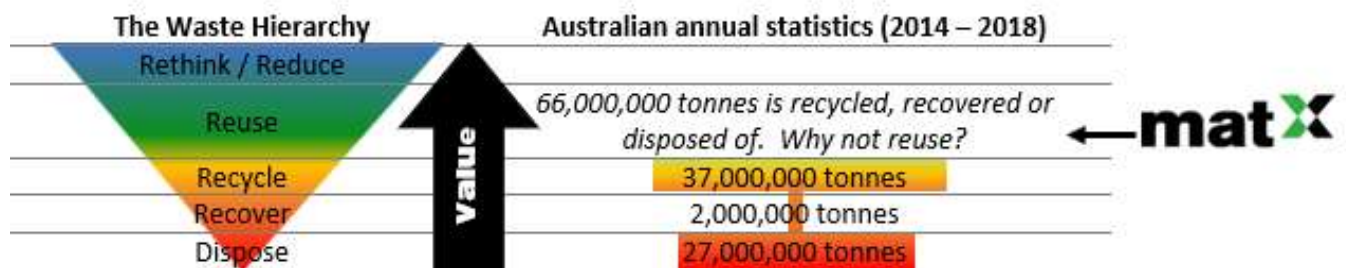 The Waste Hierarchy
Australian annual statistics (2014 – 2018)
Rethink / Reduce
Reuse
66,000,000 tonnes is recycled, recovered or
disposed of. Why not reuse?
matX
Recycle
37,000,000 tonnes
Recover
2,000,000 tonnes
Dispose
27,000,000 tonnes
Value